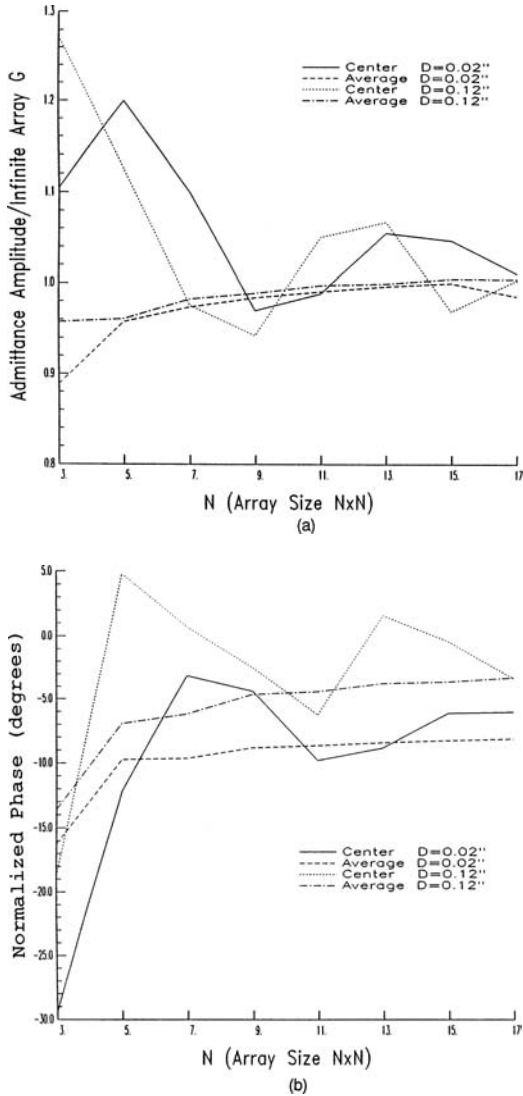 1.3
1.2
1.1
1.0
0.9
0.8
Admittance Amplitude/Infinite Array G
Center D=0.02"
Average D=0.02"
Center D=0.12"
Average D=0.12"
3. 5. 7. 9. 11. 13. 15. 17
N (Array Size NxN)
(a)
5.0
0.0
-5.0
-10.0
-15.0
-20.0
-25.0
-30.0
Normalized Phase (degrees)
Center D=0.02"
Average D=0.02"
Center D=0.12"
Average D=0.12"
3. 5. 7. 9. 11. 13. 15. 17
N (Array Size NxN)
(b)